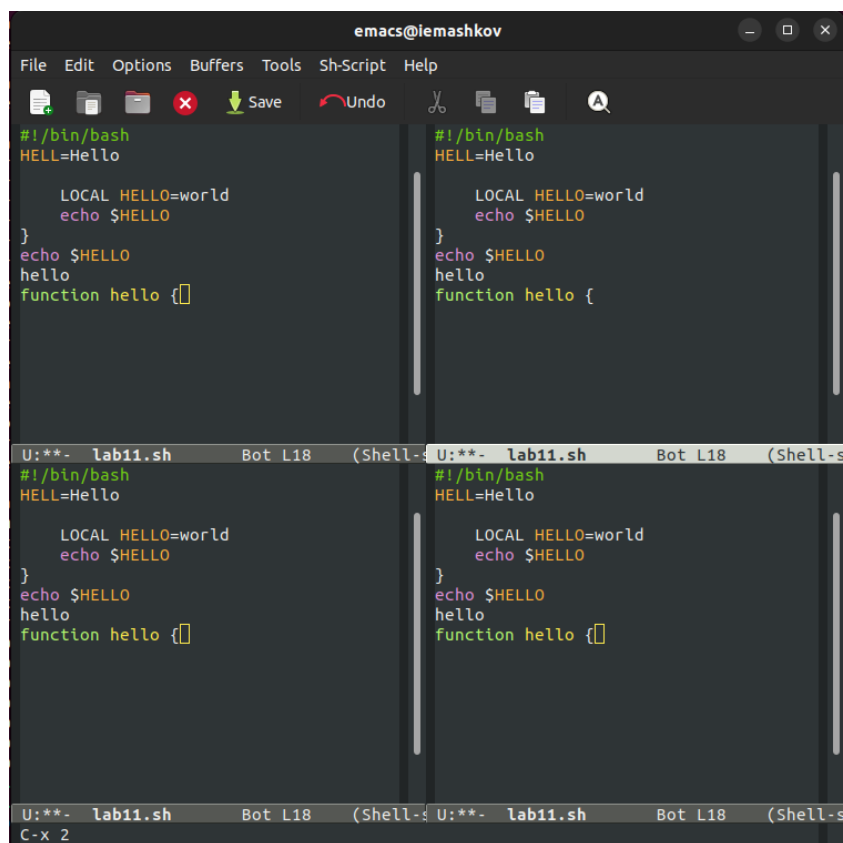 emacs@iemashkov
File Edit Options Buffers Tools Sh-Script Help
Save Undo
#!/bin/bash
HELL=Hello
LOCAL HELLO=world
echo $HELLO
}
echo $HELLO
hello
function hello {
U:**- lab11.sh Bot L18 (Shell-s
#!/bin/bash
HELL=Hello
LOCAL HELLO=world
echo $HELLO
}
echo $HELLO
hello
function hello {
U:**- lab11.sh Bot L18 (Shell-s
#!/bin/bash
HELL=Hello
LOCAL HELLO=world
echo $HELLO
}
echo $HELLO
hello
function hello {
U:**- lab11.sh Bot L18 (Shell-s
#!/bin/bash
HELL=Hello
LOCAL HELLO=world
echo $HELLO
}
echo $HELLO
hello
function hello {
U:**- lab11.sh Bot L18 (Shell-s
C-x 2